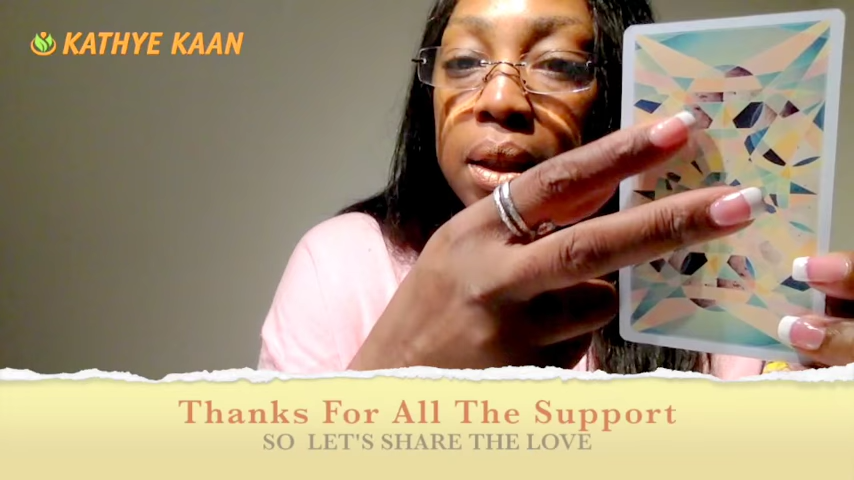 KATHYE KAAN
Thanks For All The Support
SO LET'S SHARE THE LOVE